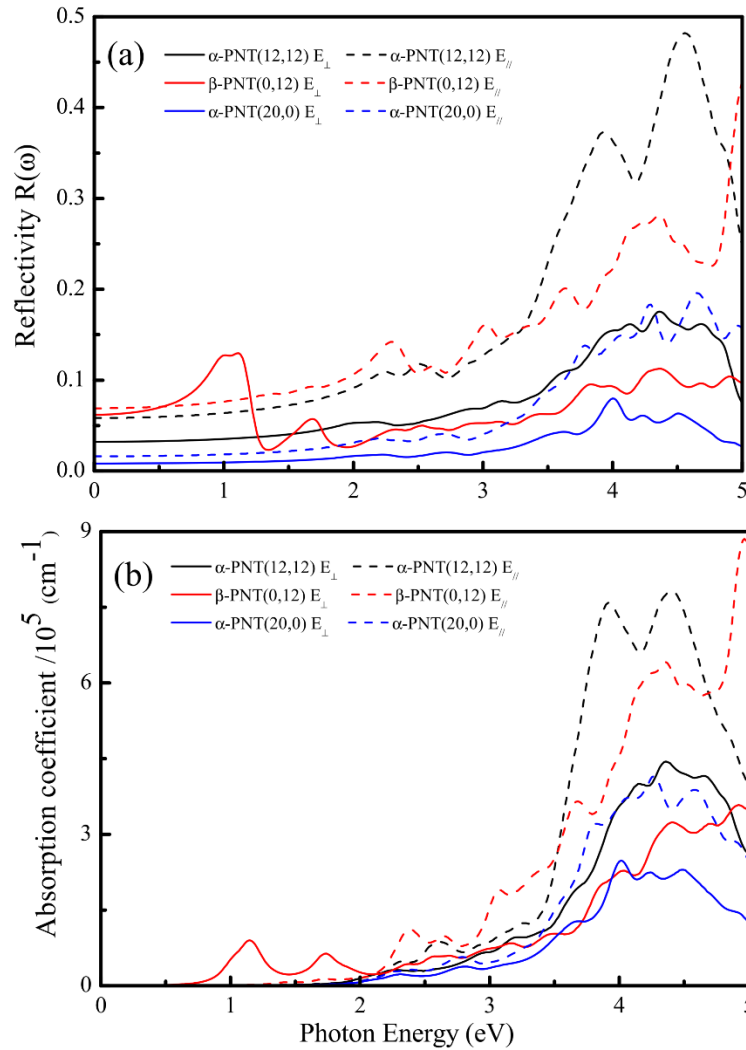 (a)
α-PNT(12,12) E⊥ α-PNT(12,12) E//
β-PNT(0,12) E⊥ β-PNT(0,12) E//
α-PNT(20,0) E⊥ α-PNT(20,0) E//
Reflectivity R(ω)
0.5
0.4
0.3
0.2
0.1
0.0
0 1 2 3 4 5
(b)
α-PNT(12,12) E⊥ α-PNT(12,12) E//
β-PNT(0,12) E⊥ β-PNT(0,12) E//
α-PNT(20,0) E⊥ α-PNT(20,0) E//
Absorption coefficient /10^5 (cm^-1)
9
6
3
0
0 1 2 3 4 5
Photon Energy (eV)